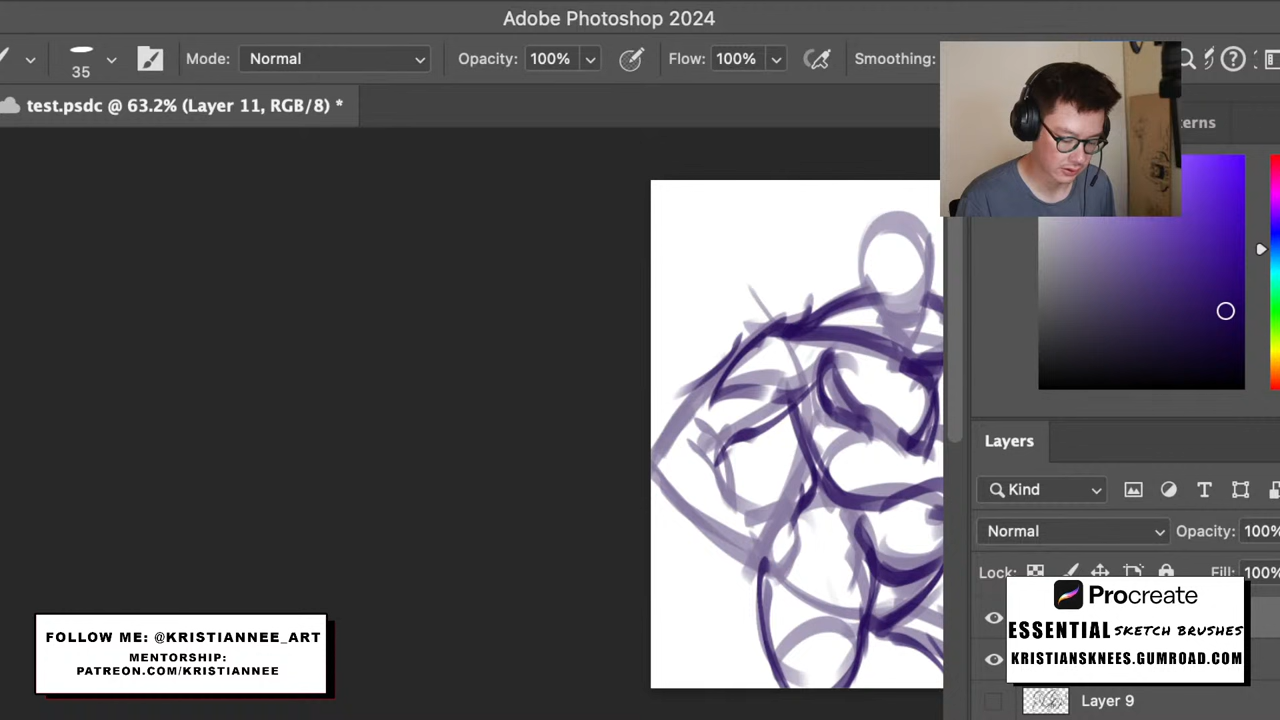 Adobe Photoshop 2024
35
Mode: Normal
Opacity: 100%
Flow: 100%
Smoothing:
test.psdc @ 63.2% (Layer 11, RGB/8) *
terns
Layers
Kind
Normal
Opacity: 100%
Lock:
Fill: 100%
Procreate
ESSENTIAL SKETCH BRUSHES
KRISTIANSKNEES.GUMROAD.COM
Layer 9
FOLLOW ME: @KRISTIANNEE_ART
MENTORSHIP:
PATREON.COM/KRISTIANNEE